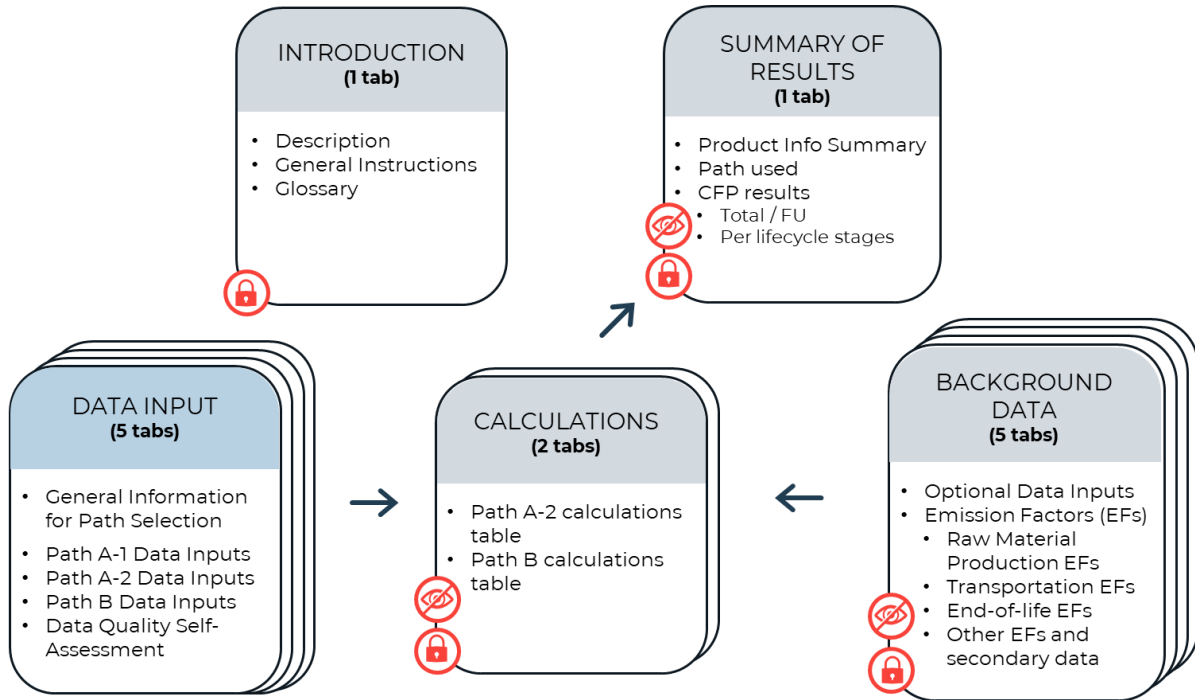 INTRODUCTION
(1 tab)
• Description
• General Instructions
• Glossary
SUMMARY OF
RESULTS
(1 tab)
• Product Info Summary
• Path used
• CFP results
• Total / FU
• Per lifecycle stages
DATA INPUT
(5 tabs)
• General Information
for Path Selection
• Path A-1 Data Inputs
• Path A-2 Data Inputs
• Path B Data Inputs
• Data Quality Self-
Assessment
CALCULATIONS
(2 tabs)
• Path A-2 calculations
table
• Path B calculations
table
BACKGROUND
DATA
(5 tabs)
• Optional Data Inputs
• Emission Factors (EFs)
• Raw Material
Production EFs
• Transportation EFs
• End-of-life EFs
• Other EFs and
secondary data